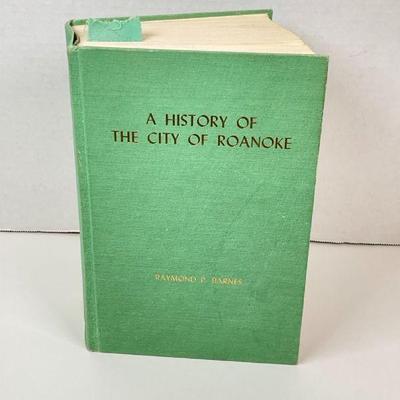 A HISTORY OF
THE CITY OF ROANOKE
RAYMOND P. BARNES